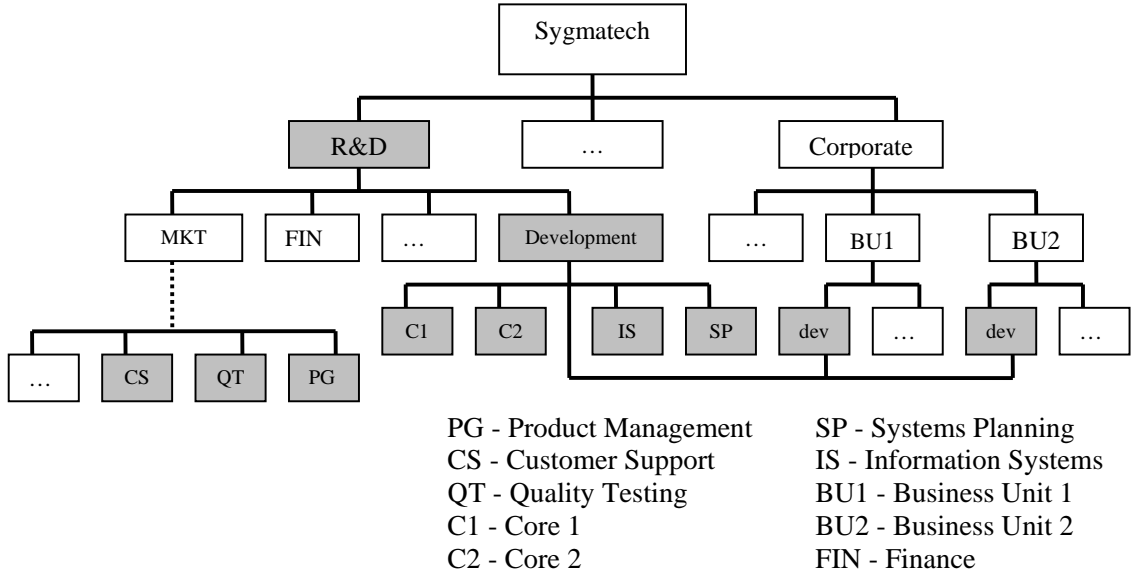 Sygmatech
R&D
…
Corporate
MKT
FIN
…
Development
…
BU1
BU2
C1
C2
IS
SP
dev
…
dev
…
…
CS
QT
PG
PG - Product Management
CS - Customer Support
QT - Quality Testing
C1 - Core 1
C2 - Core 2
SP - Systems Planning
IS - Information Systems
BU1 - Business Unit 1
BU2 - Business Unit 2
FIN - Finance